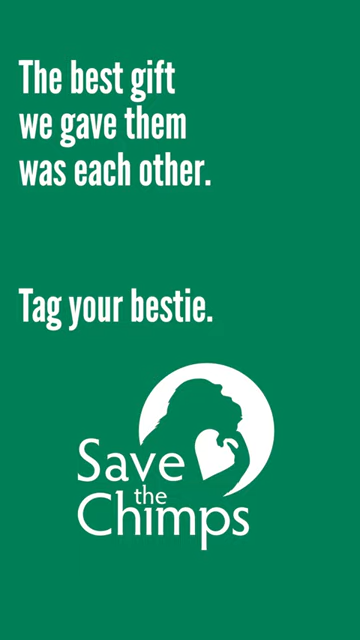 The best gift
we gave them
was each other.
Tag your bestie.
Save
the
Chimps